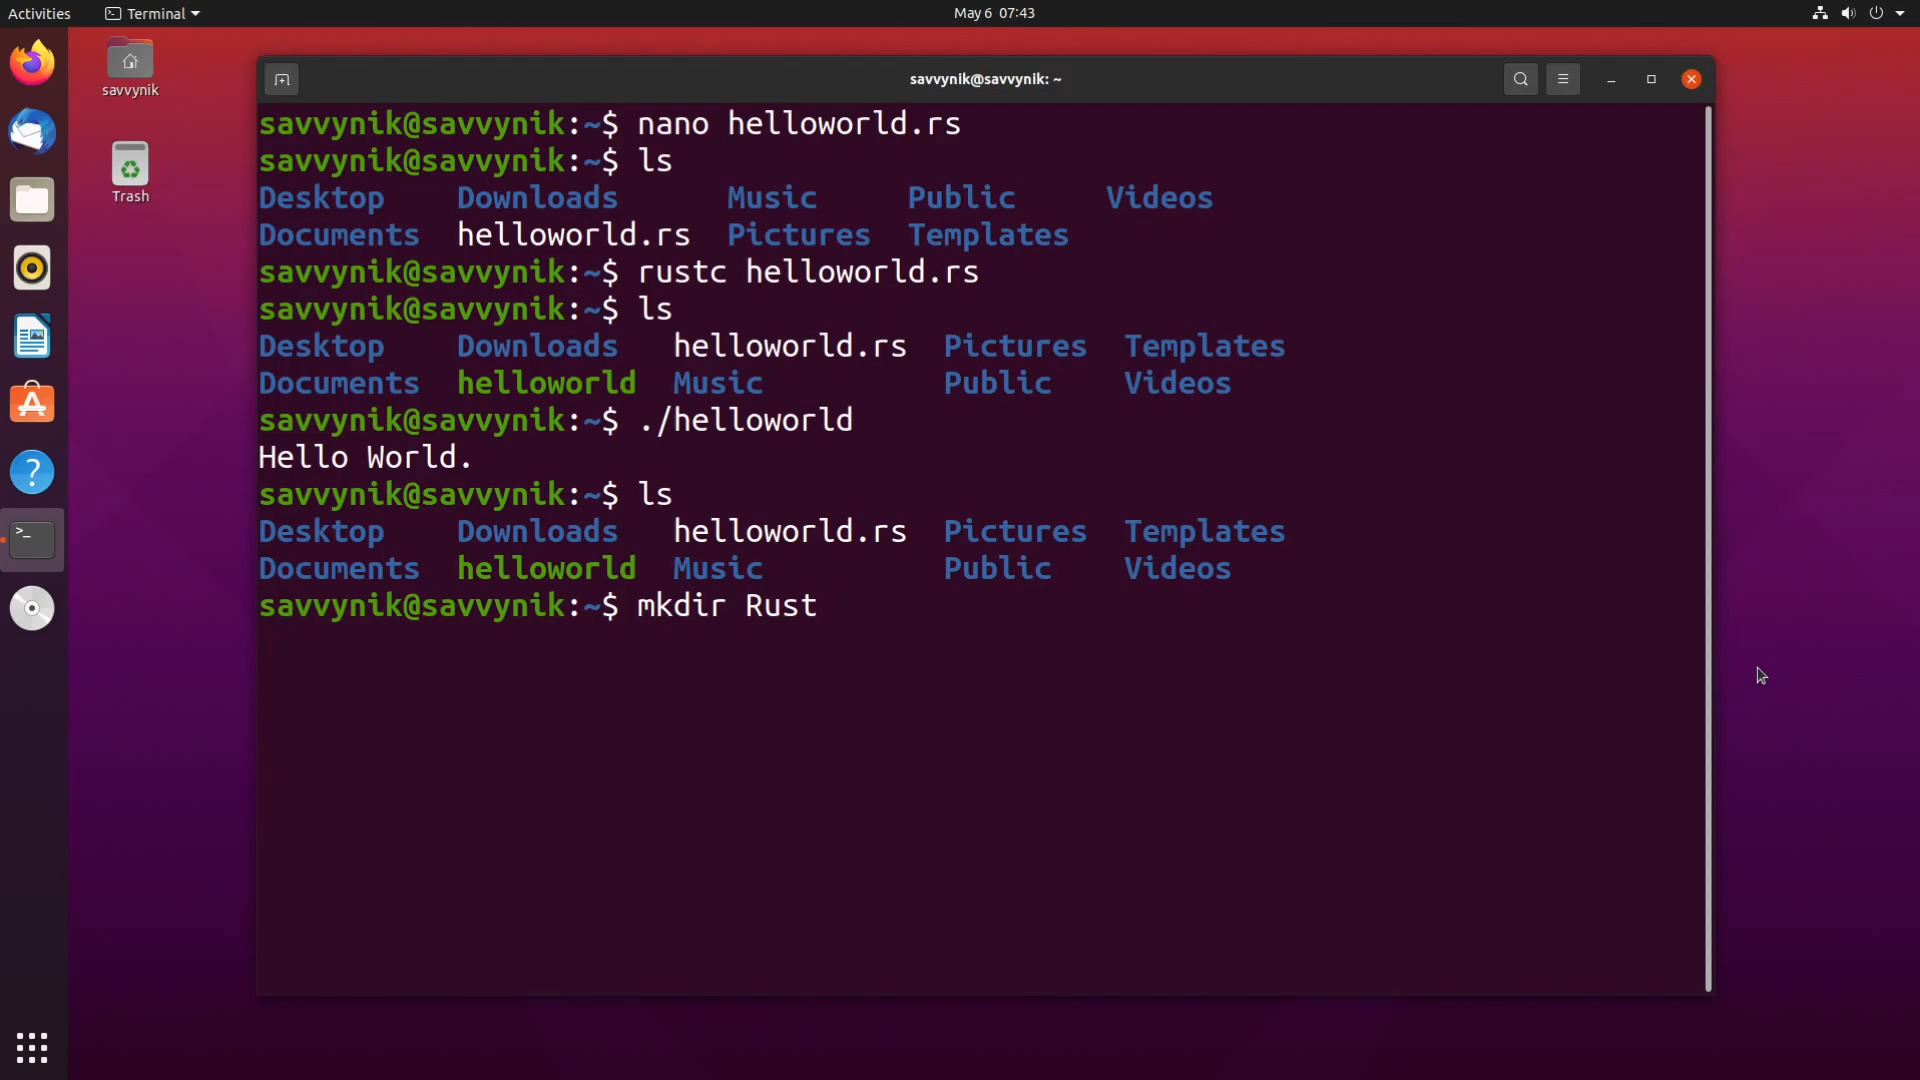 Activities Terminal May 6 07:43
savvynik
Trash
savvynik@savvynik: ~
savvynik@savvynik:~$ nano helloworld.rs
savvynik@savvynik:~$ ls
Desktop Downloads Music Public Videos
Documents helloworld.rs Pictures Templates
savvynik@savvynik:~$ rustc helloworld.rs
savvynik@savvynik:~$ ls
Desktop Downloads helloworld.rs Pictures Templates
Documents helloworld Music Public Videos
savvynik@savvynik:~$ ./helloworld
Hello World.
savvynik@savvynik:~$ ls
Desktop Downloads helloworld.rs Pictures Templates
Documents helloworld Music Public Videos
savvynik@savvynik:~$ mkdir Rust